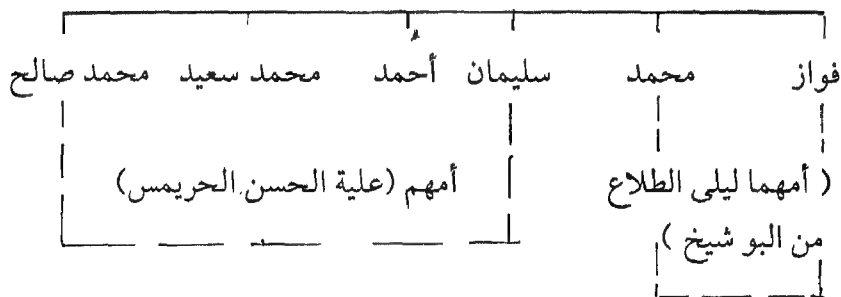 فواز محمد سليمان أحمد محمد سعيد محمد صالح
( أمهما ليلى الطلاع أمهم (علية الحسن الحريمس)
من البو شيخ )